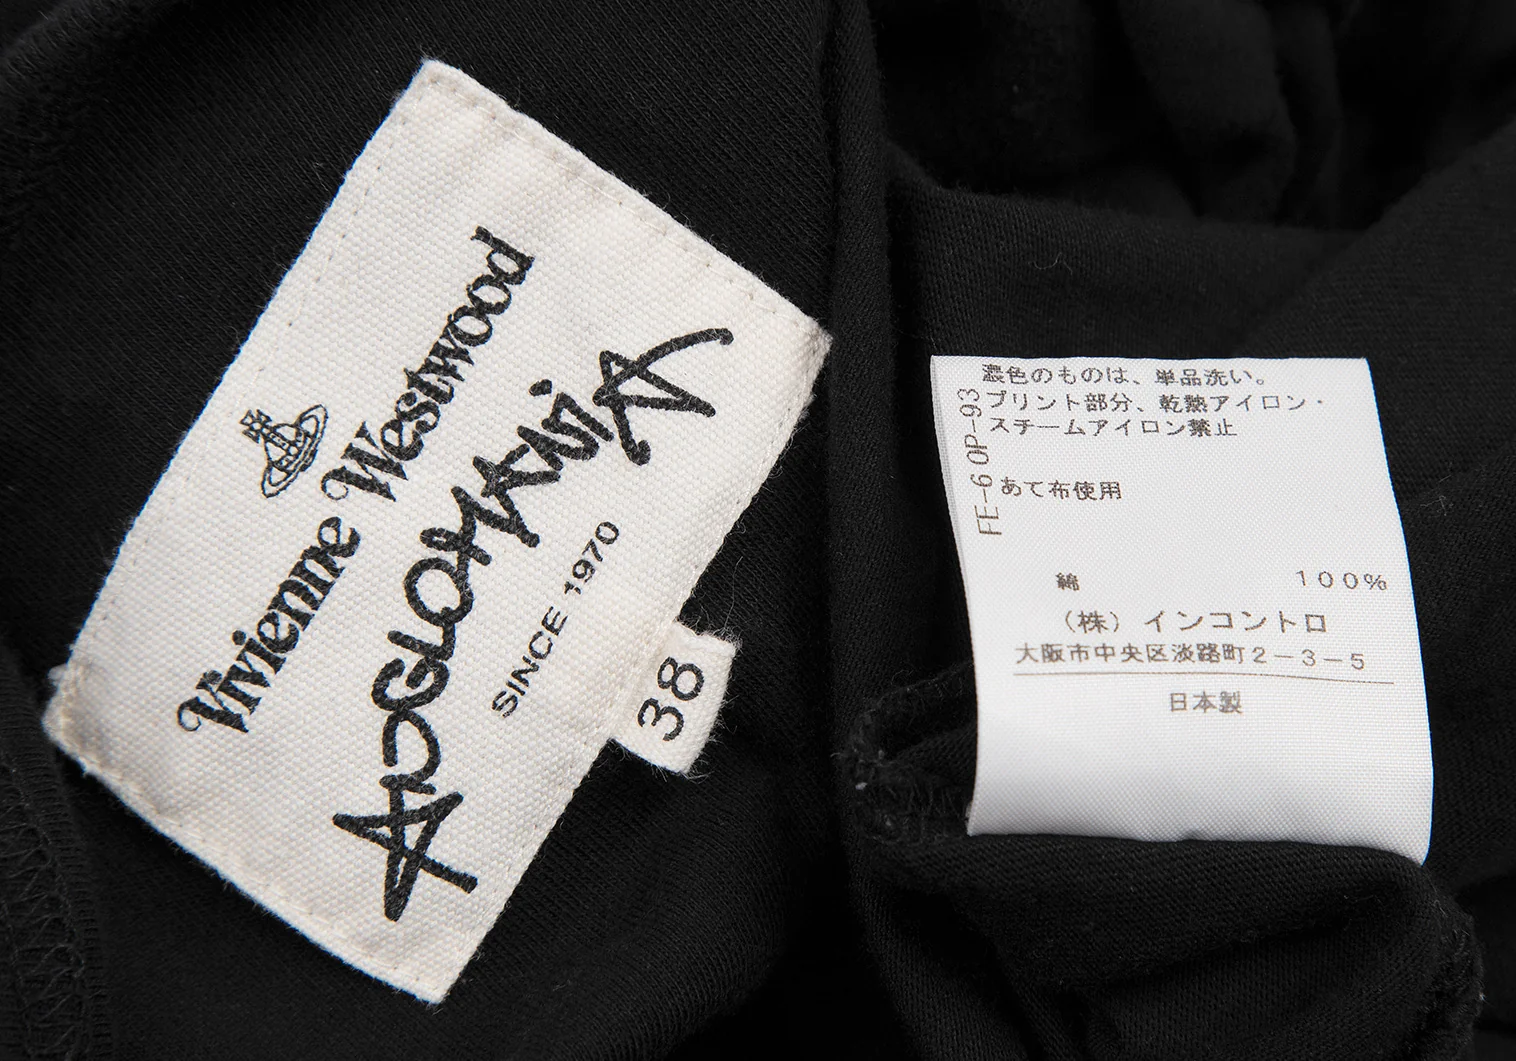 Vivienne Westwood
ANGLOMANIA
SINCE 1970
38
濃色のものは、単品洗い。
プリント部分、乾熱アイロン・
スチームアイロン禁止
あて布使用
FE-6 0P-93
綿 100%
(株)インコントロ
大阪市中央区淡路町2-3-5
日本製